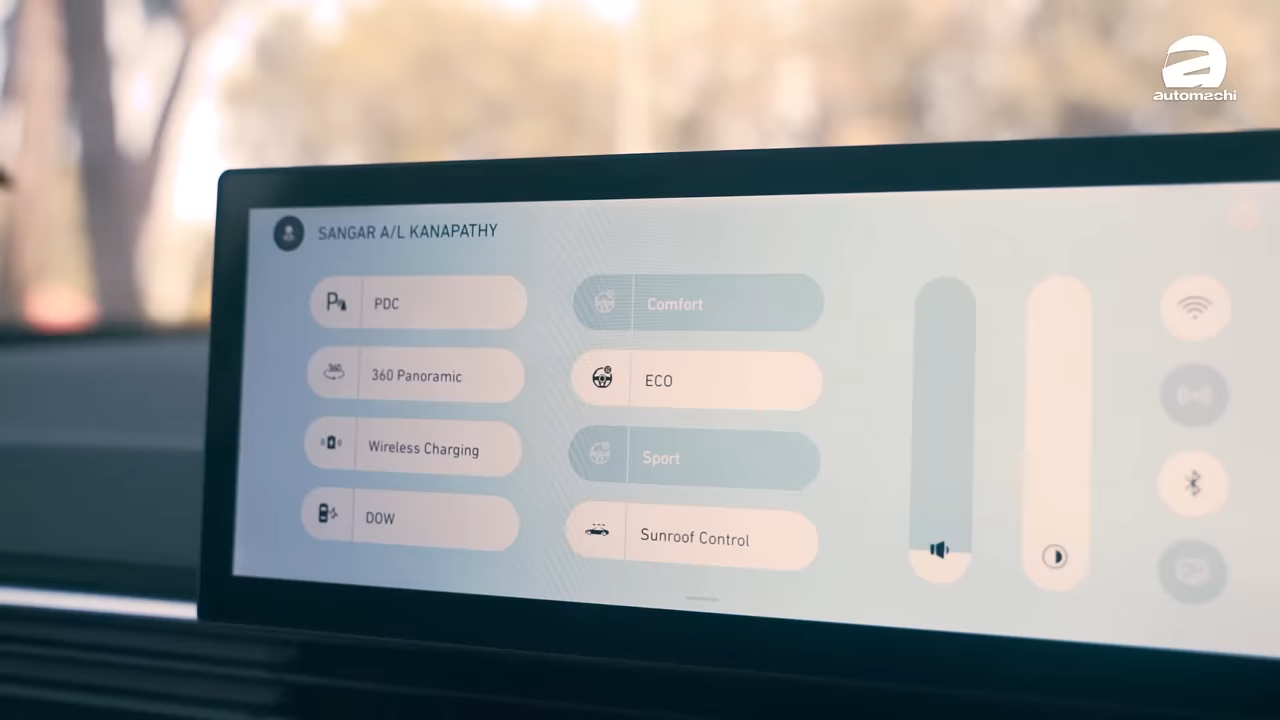 automachi
SANGAR A/L KANAPATHY
PDC
360 Panoramic
Wireless Charging
DOW
Comfort
ECO
Sport
Sunroof Control